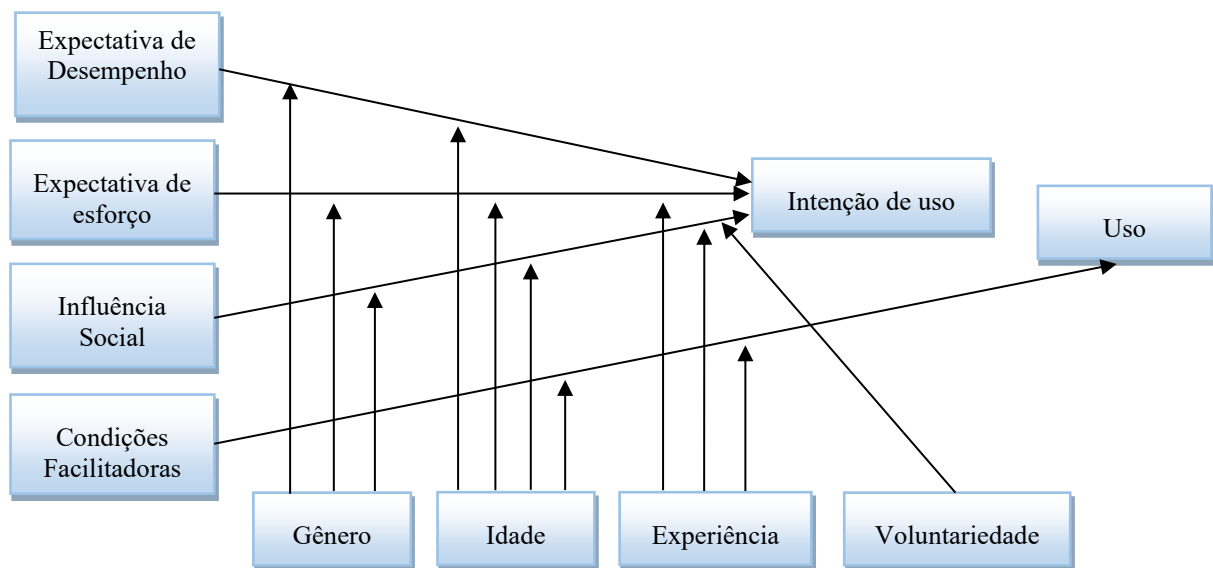 Expectativa de
Desempenho
Expectativa de
esforço
Influência
Social
Condições
Facilitadoras
Intenção de uso
Uso
Gênero
Idade
Experiência
Voluntariedade